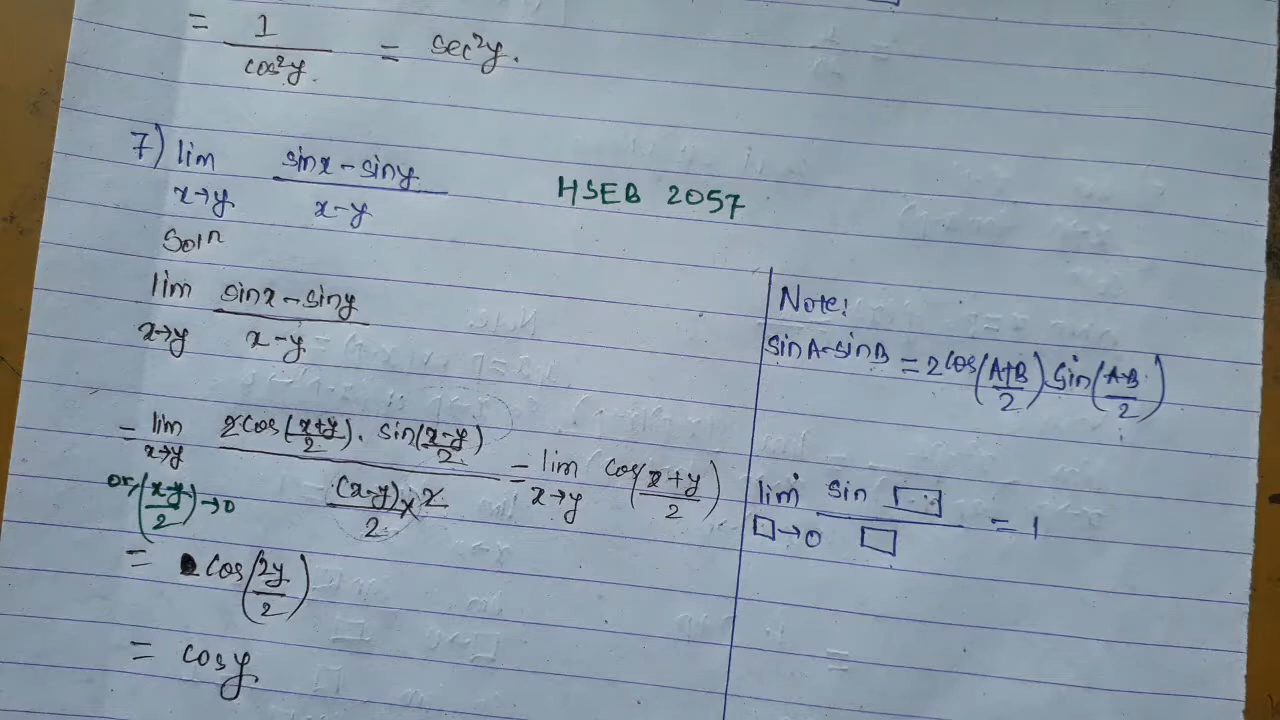 = 1/cos²y. = sec²y.
7) lim x→y (sinx - siny)/(x-y) HSEB 2057
Solⁿ
lim x→y (sinx - siny)/(x-y)
= lim x→y (2cos(x+y/2). sin(x-y/2))/((x-y)/2 × 2) = lim x→y cos(x+y/2)
or, (x-y/2)→0
= cos(2y/2)
= cosy
Note:
sinA-sinB = 2cos(A+B/2) sin(A-B/2)
lim □→0 sin □/□ = 1